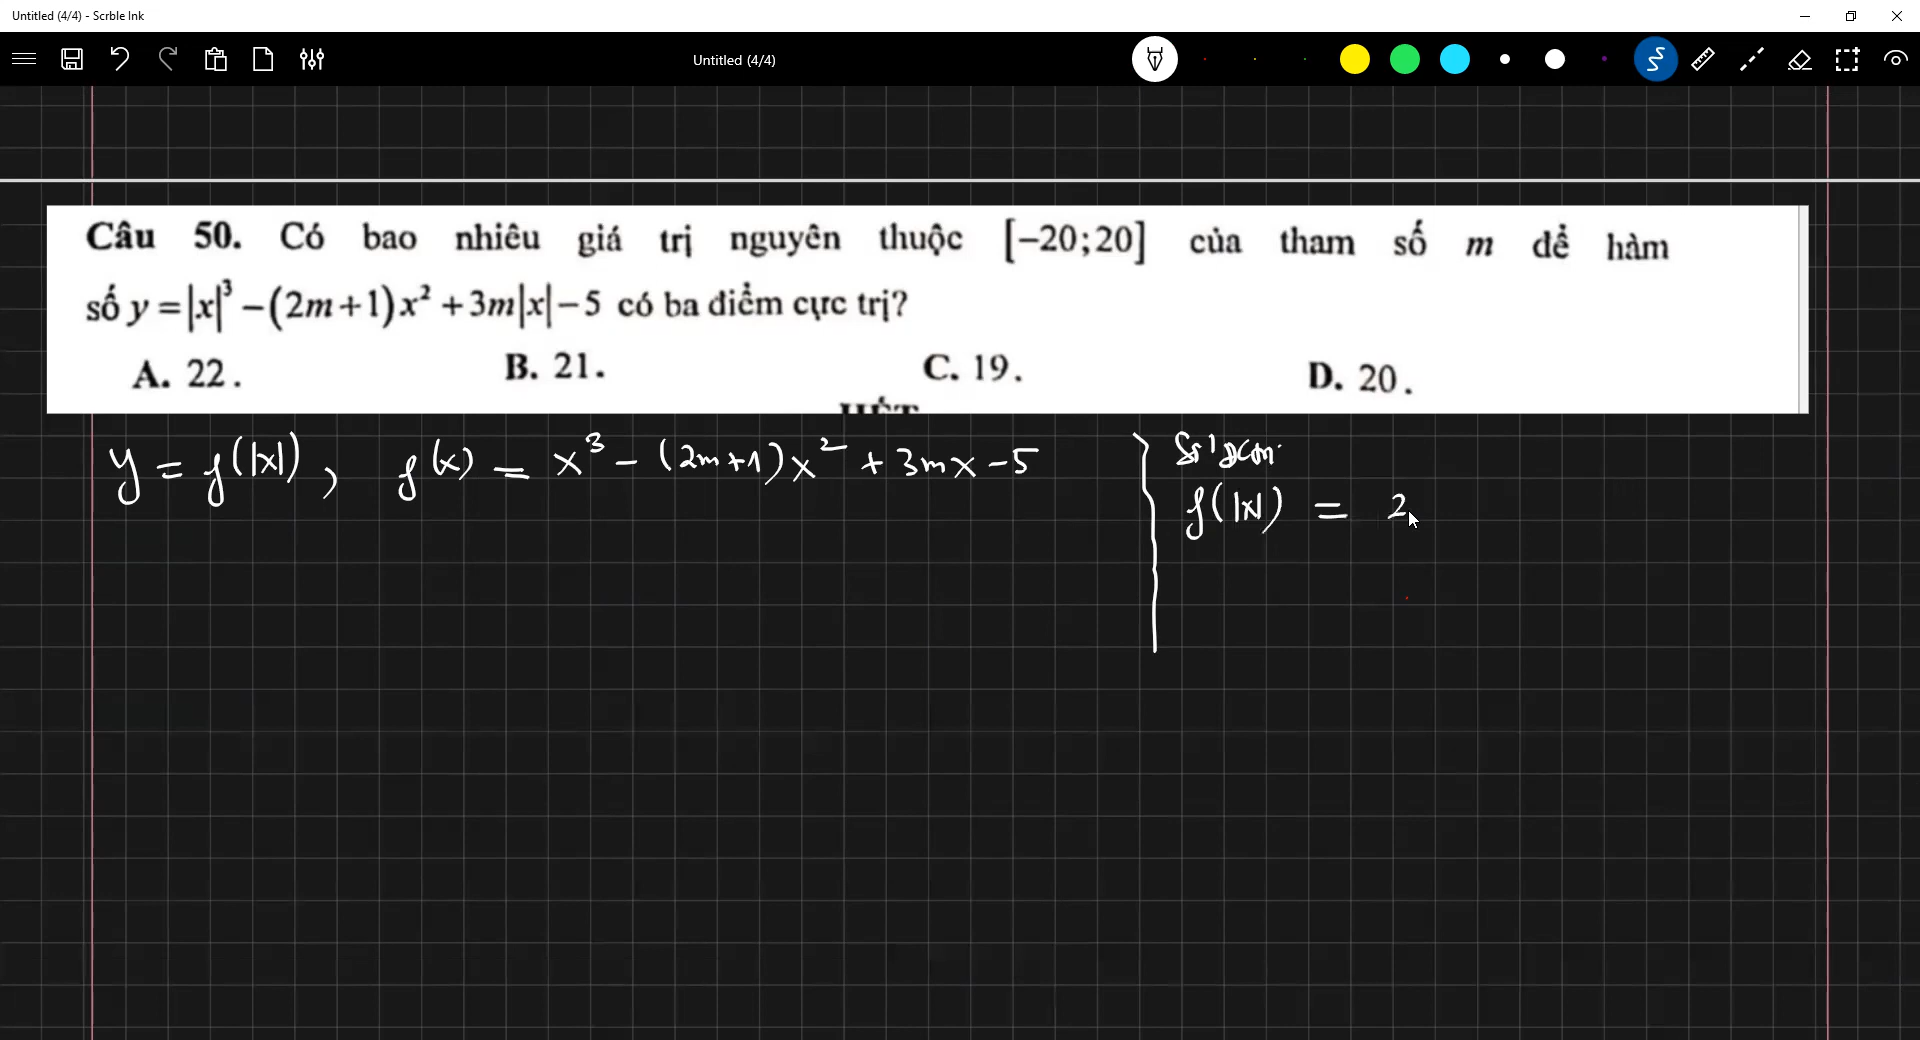 Untitled (4/4) - Scrble Ink
Untitled (4/4)
Câu 50. Có bao nhiêu giá trị nguyên thuộc [−20;20] của tham số m để hàm
số y = |x|³ − (2m+1)x² + 3m|x| − 5 có ba điểm cực trị?
A. 22. B. 21. C. 19. D. 20.
HẾT
y = f(|x|), f(x) = x³ − (2m+1)x² + 3mx − 5
f(|x|) = 2